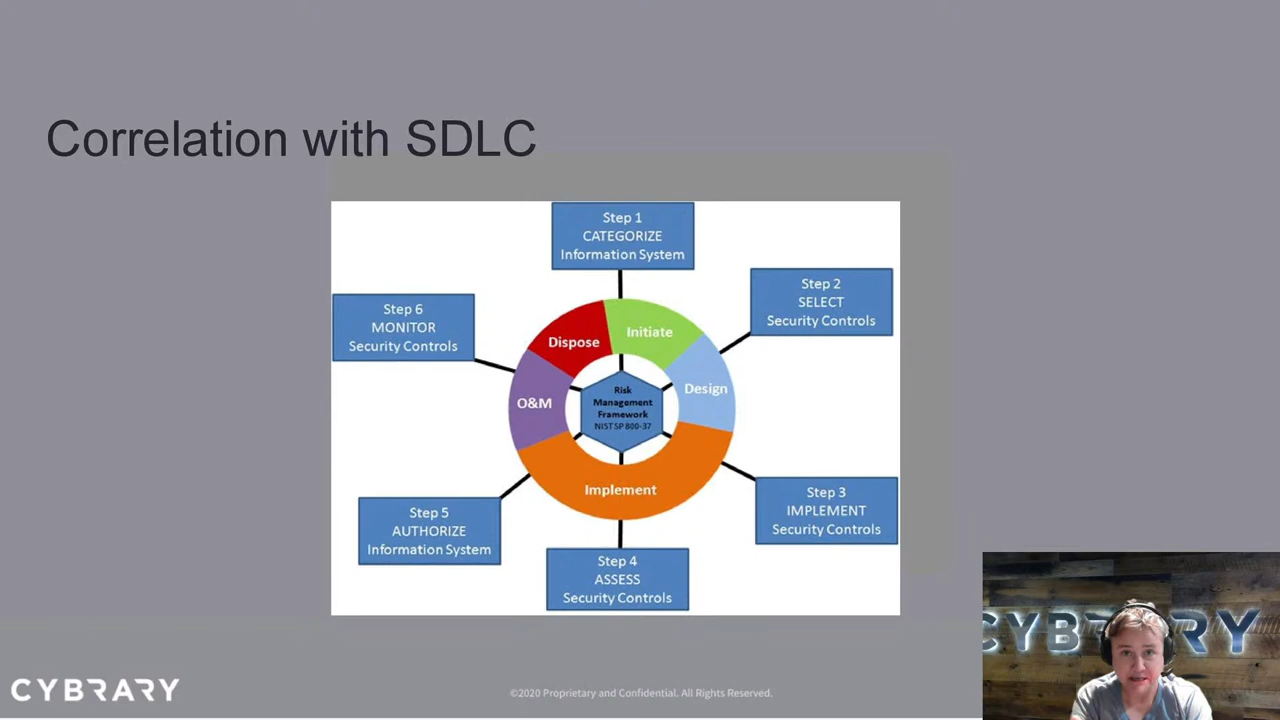 Correlation with SDLC
Step 1
CATEGORIZE
Information System
Step 2
SELECT
Security Controls
Step 6
MONITOR
Security Controls
Dispose
Initiate
Design
O&M
Risk
Management
Framework
NIST SP 800-37
Implement
Step 3
IMPLEMENT
Security Controls
Step 5
AUTHORIZE
Information System
Step 4
ASSESS
Security Controls
CYBRARY
CYBRARY
©2020 Proprietary and Confidential. All Rights Reserved.